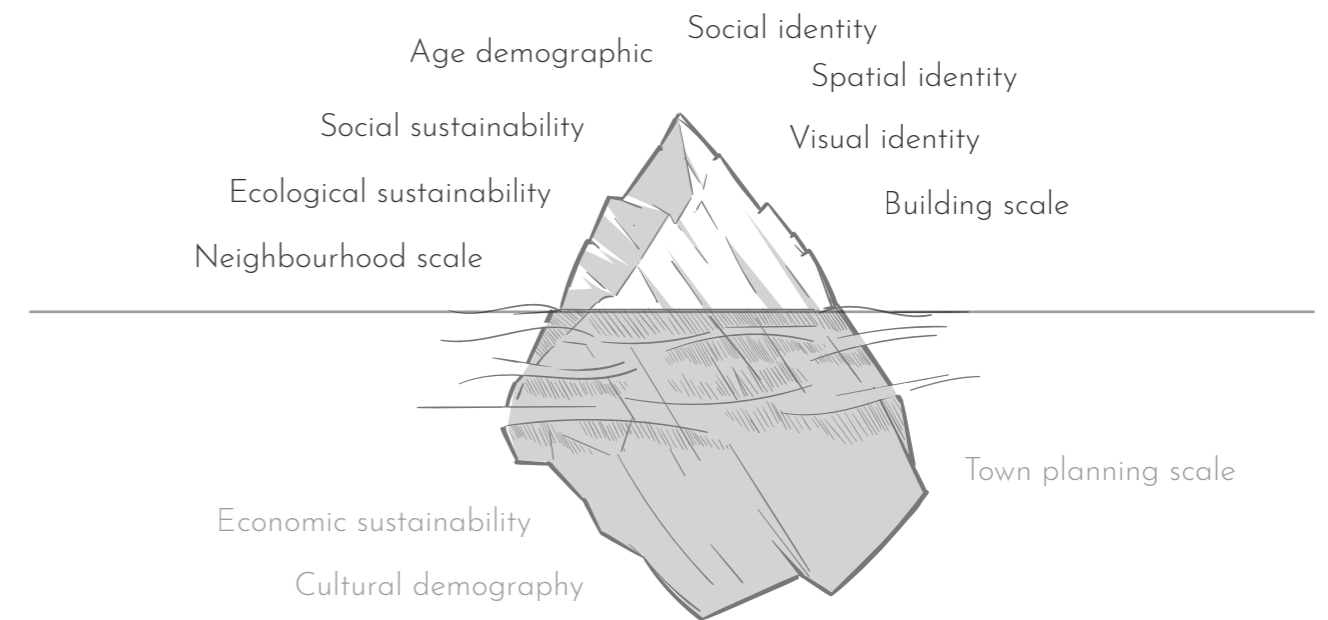 Social identity
Age demographic
Spatial identity
Social sustainability
Visual identity
Ecological sustainability
Building scale
Neighbourhood scale
Town planning scale
Economic sustainability
Cultural demography